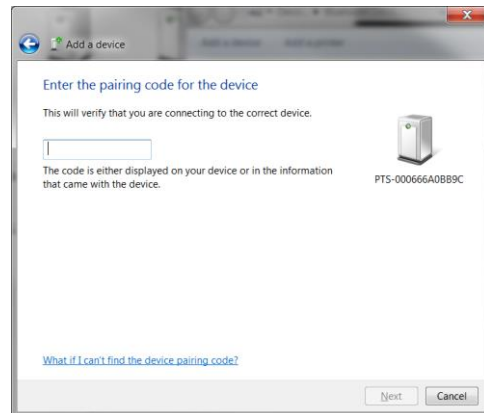 Add a device
Enter the pairing code for the device
This will verify that you are connecting to the correct device.
The code is either displayed on your device or in the information
that came with the device.
PTS-000666A0BB9C
What if I can't find the device pairing code?
Next
Cancel